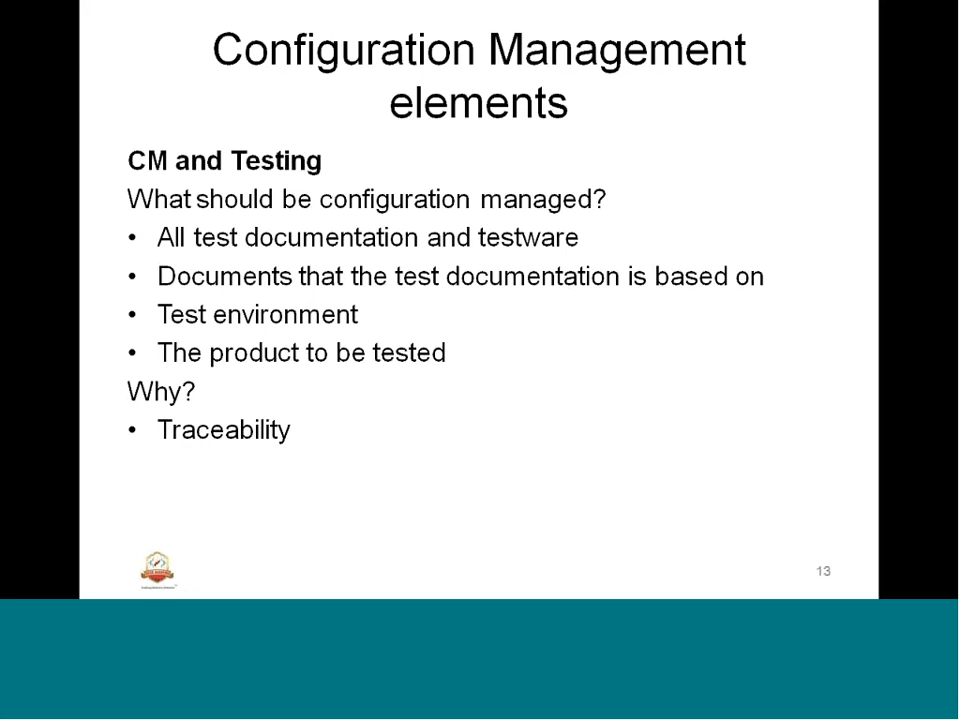 Configuration Management
elements
CM and Testing
What should be configuration managed?
• All test documentation and testware
• Documents that the test documentation is based on
• Test environment
• The product to be tested
Why?
• Traceability
13